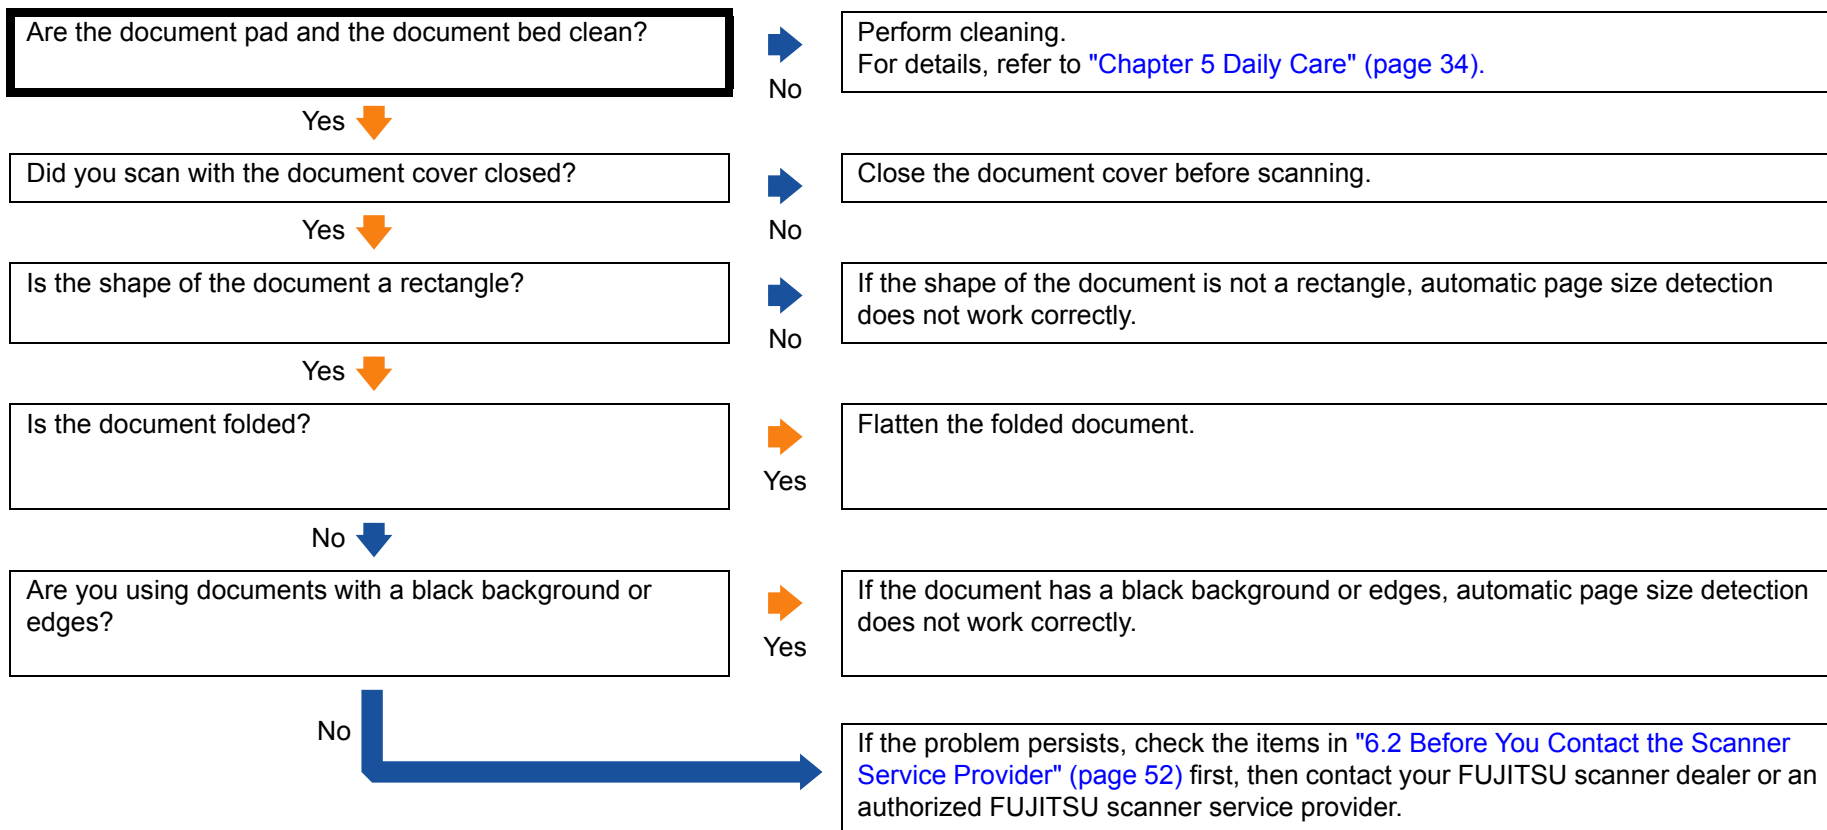 Are the document pad and the document bed clean?
No
Perform cleaning.
For details, refer to "Chapter 5 Daily Care" (page 34).
Yes
Did you scan with the document cover closed?
No
Close the document cover before scanning.
Yes
Is the shape of the document a rectangle?
No
If the shape of the document is not a rectangle, automatic page size detection
does not work correctly.
Yes
Is the document folded?
Yes
Flatten the folded document.
No
Are you using documents with a black background or
edges?
Yes
If the document has a black background or edges, automatic page size detection
does not work correctly.
No
If the problem persists, check the items in "6.2 Before You Contact the Scanner
Service Provider" (page 52) first, then contact your FUJITSU scanner dealer or an
authorized FUJITSU scanner service provider.